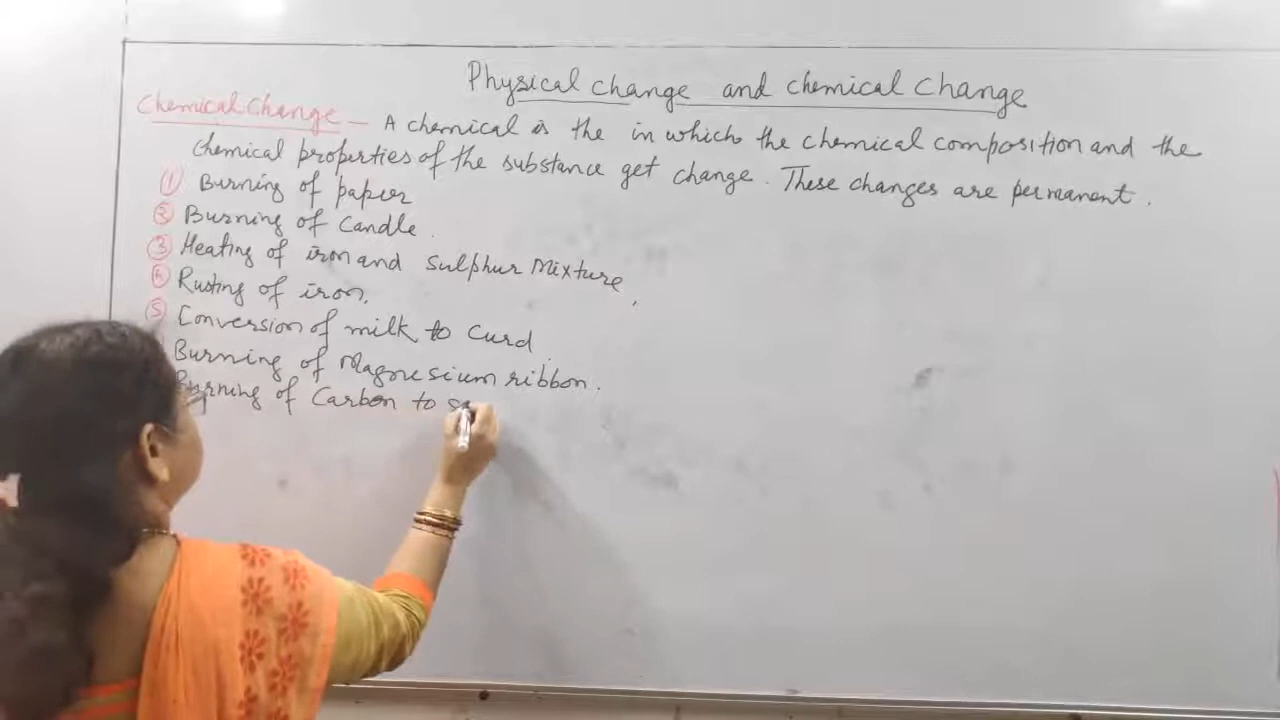 Physical change and chemical Change
Chemical Change — A chemical is the in which the chemical composition and the
chemical properties of the substance get change. These changes are permanent.
① Burning of paper
② Burning of Candle.
③ Heating of iron and Sulphur Mixture,
④ Rusting of iron.
⑤ Conversion of milk to Curd.
Burning of Magnesium ribbon.
Burning of Carbon to